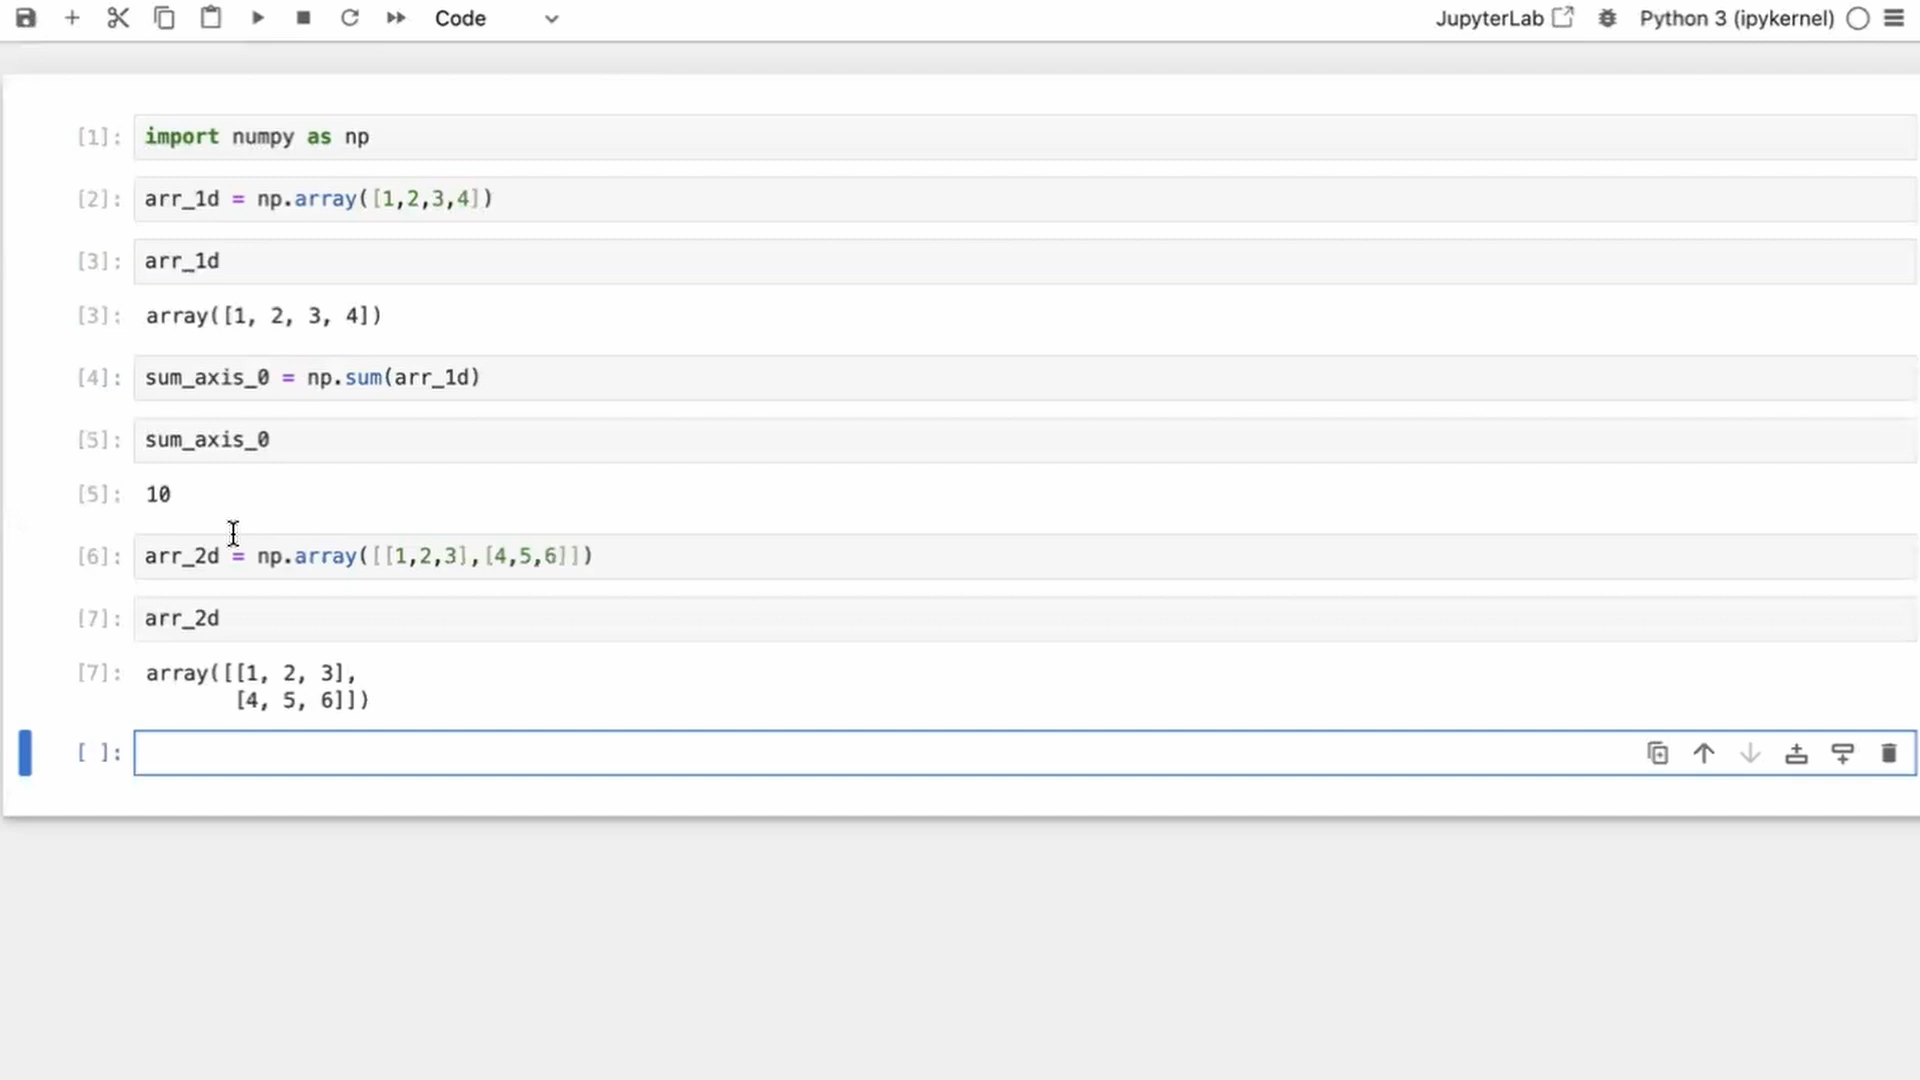 Code
JupyterLab
Python 3 (ipykernel)
[1]: import numpy as np
[2]: arr_1d = np.array([1,2,3,4])
[3]: arr_1d
[3]: array([1, 2, 3, 4])
[4]: sum_axis_0 = np.sum(arr_1d)
[5]: sum_axis_0
[5]: 10
[6]: arr_2d = np.array([[1,2,3],[4,5,6]])
[7]: arr_2d
[7]: array([[1, 2, 3],
[4, 5, 6]])
[ ]: